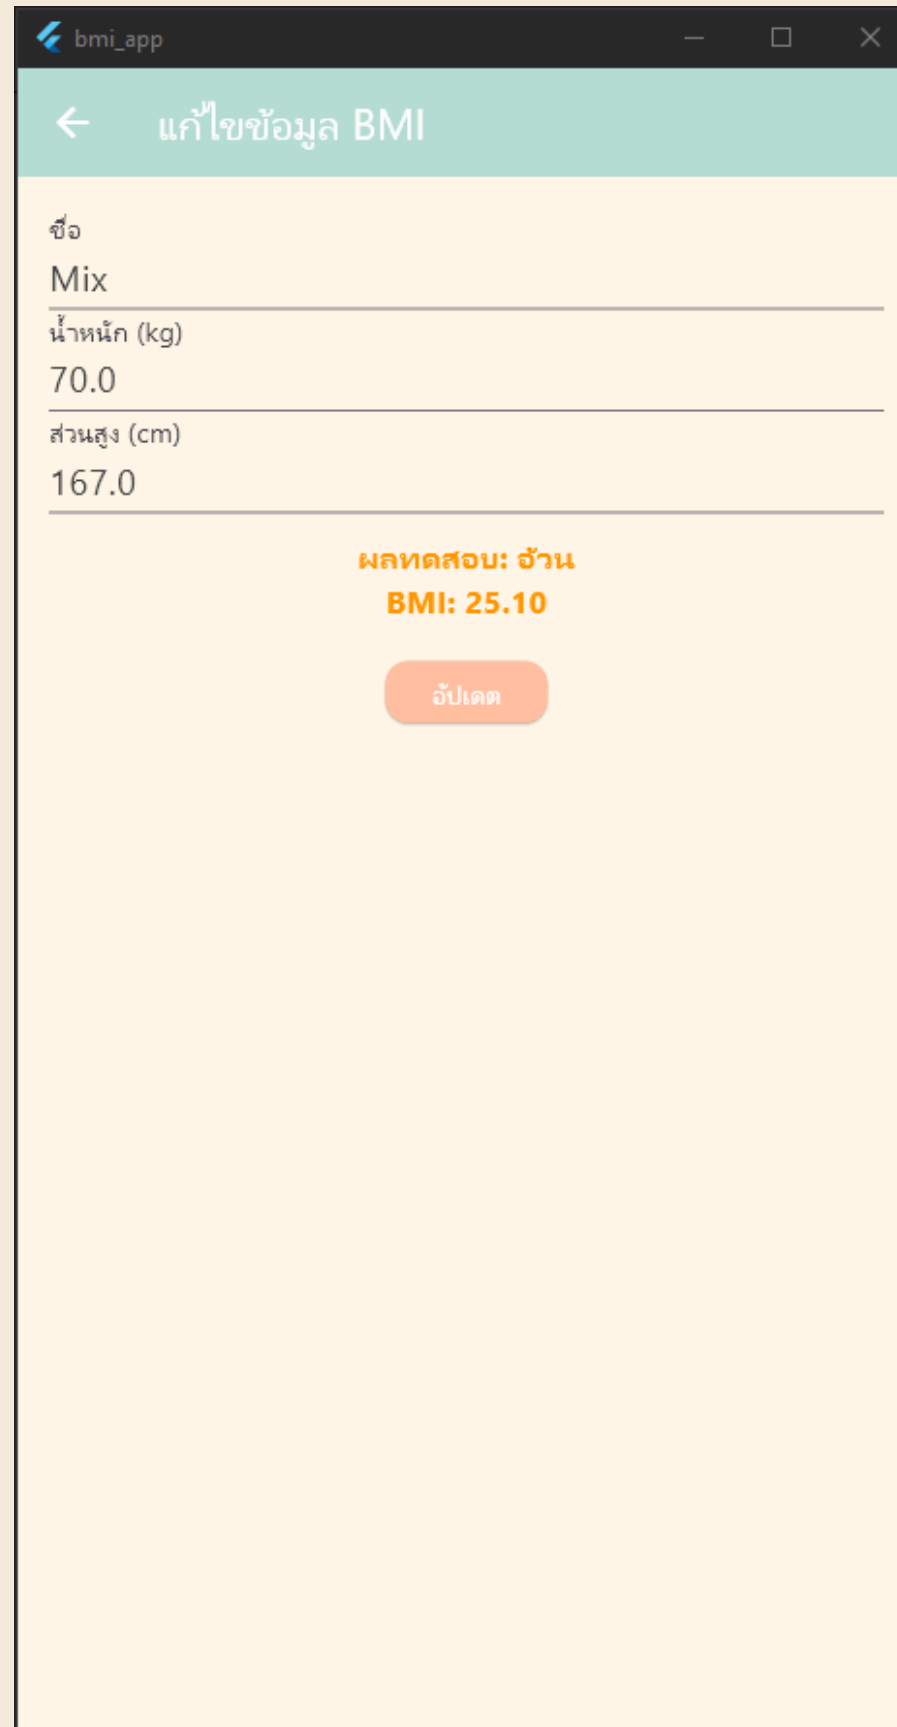 bmi_app
แก้ไขข้อมูล BMI
ชื่อ
Mix
น้ำหนัก (kg)
70.0
ส่วนสูง (cm)
167.0
ผลทดสอบ: อ้วน
BMI: 25.10
อัปเดต